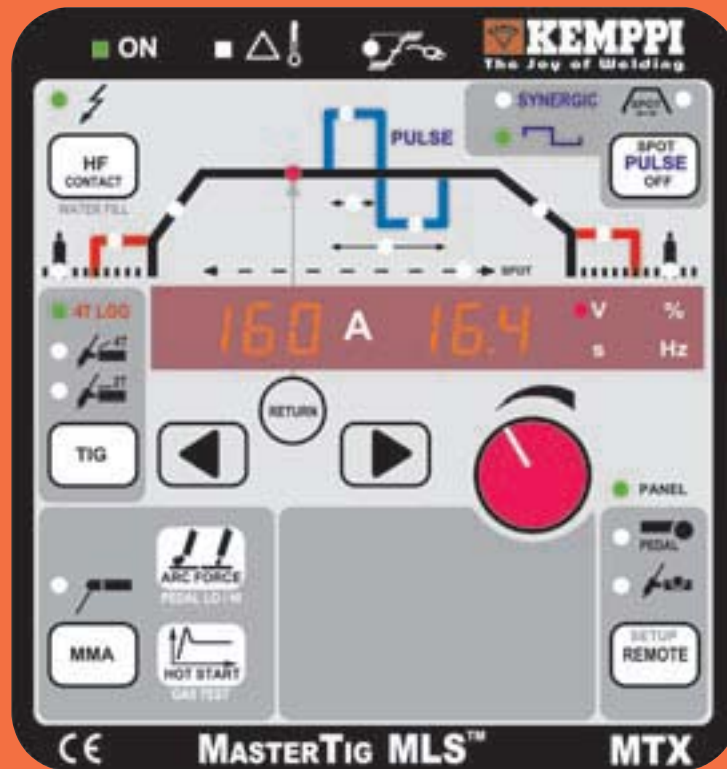 ON
KEMPPI
The Joy of Welding
HF
CONTACT
WATER FILL
PULSE
SYNERGIC
SPOT
SPOT
PULSE
OFF
SPOT
4T LOG
4T
2T
TIG
160 A 16.4 V % s Hz
RETURN
PANEL
PEDAL
ARC FORCE
PEDAL LO / HI
MMA
HOT START
GAS TEST
SETUP
REMOTE
CE MASTERTIG MLS™ MTX